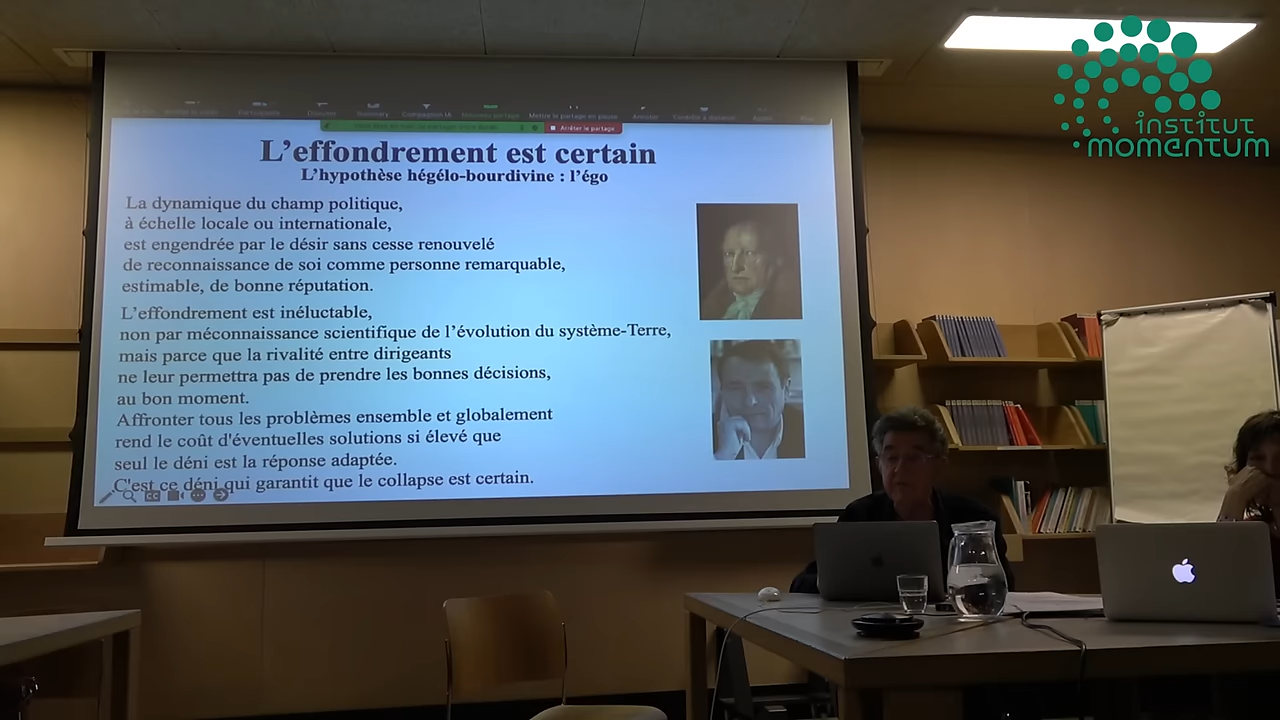 institut
momentum
Mettre le partage en pause
Arrêter le partage
L'effondrement est certain
L'hypothèse hégélo-bourdivine : l'égo
La dynamique du champ politique,
à échelle locale ou internationale,
est engendrée par le désir sans cesse renouvelé
de reconnaissance de soi comme personne remarquable,
estimable, de bonne réputation.
L'effondrement est inéluctable,
non par méconnaissance scientifique de l'évolution du système-Terre,
mais parce que la rivalité entre dirigeants
ne leur permettra pas de prendre les bonnes décisions,
au bon moment.
Affronter tous les problèmes ensemble et globalement
rend le coût d'éventuelles solutions si élevé que
seul le déni est la réponse adaptée.
C'est ce déni qui garantit que le collapse est certain.